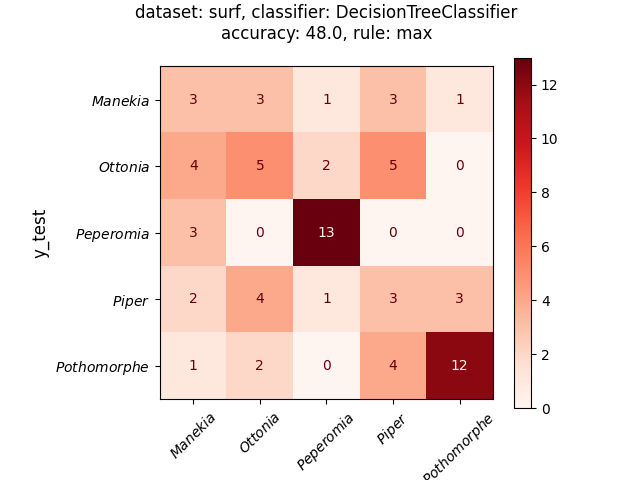 dataset: surf, classifier: DecisionTreeClassifier
accuracy: 48.0, rule: max
y_test
Manekia 3 3 1 3 1
Ottonia 4 5 2 5 0
Peperomia 3 0 13 0 0
Piper 2 4 1 3 3
Pothomorphe 1 2 0 4 12
Manekia Ottonia Peperomia Piper Pothomorphe
12
10
8
6
4
2
0